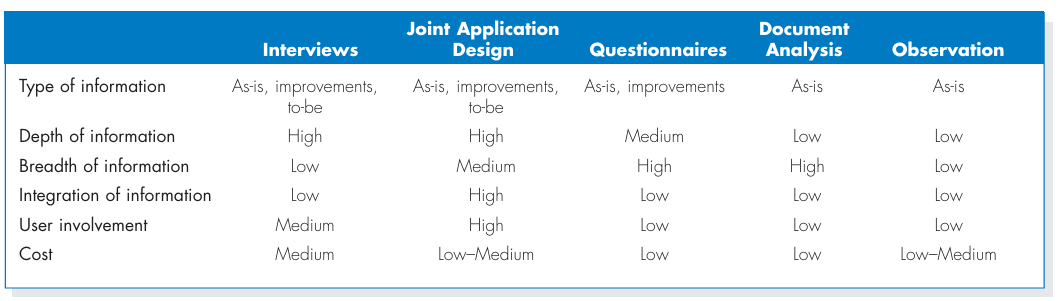 Interviews Joint Application Design Questionnaires Document Analysis Observation
Type of information As-is, improvements, to-be As-is, improvements, to-be As-is, improvements As-is As-is
Depth of information High High Medium Low Low
Breadth of information Low Medium High High Low
Integration of information Low High Low Low Low
User involvement Medium High Low Low Low
Cost Medium Low–Medium Low Low Low–Medium